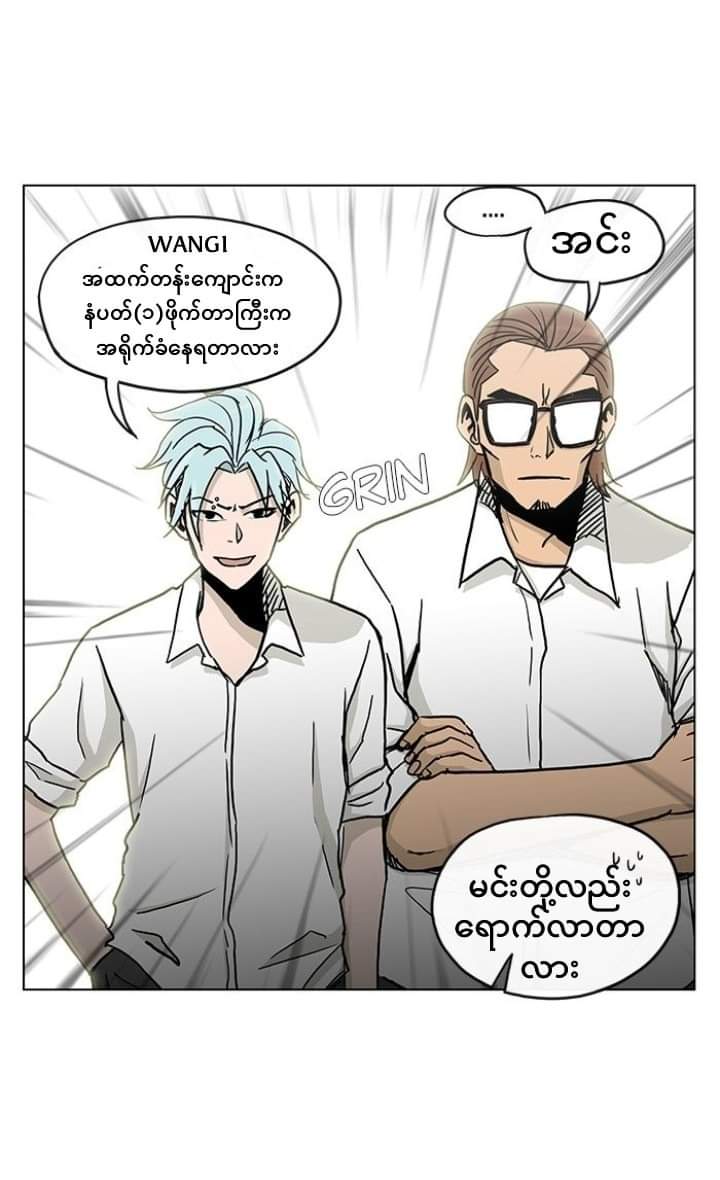 WANGI
အထက်တန်းကျောင်းက
နံပတ်(၁)ဖိုက်တာကြီးက
အရိုက်ခံနေရတာလား
....
အင်း
GRIN
မင်းတို့လည်း
ရောက်လာတာ
လား